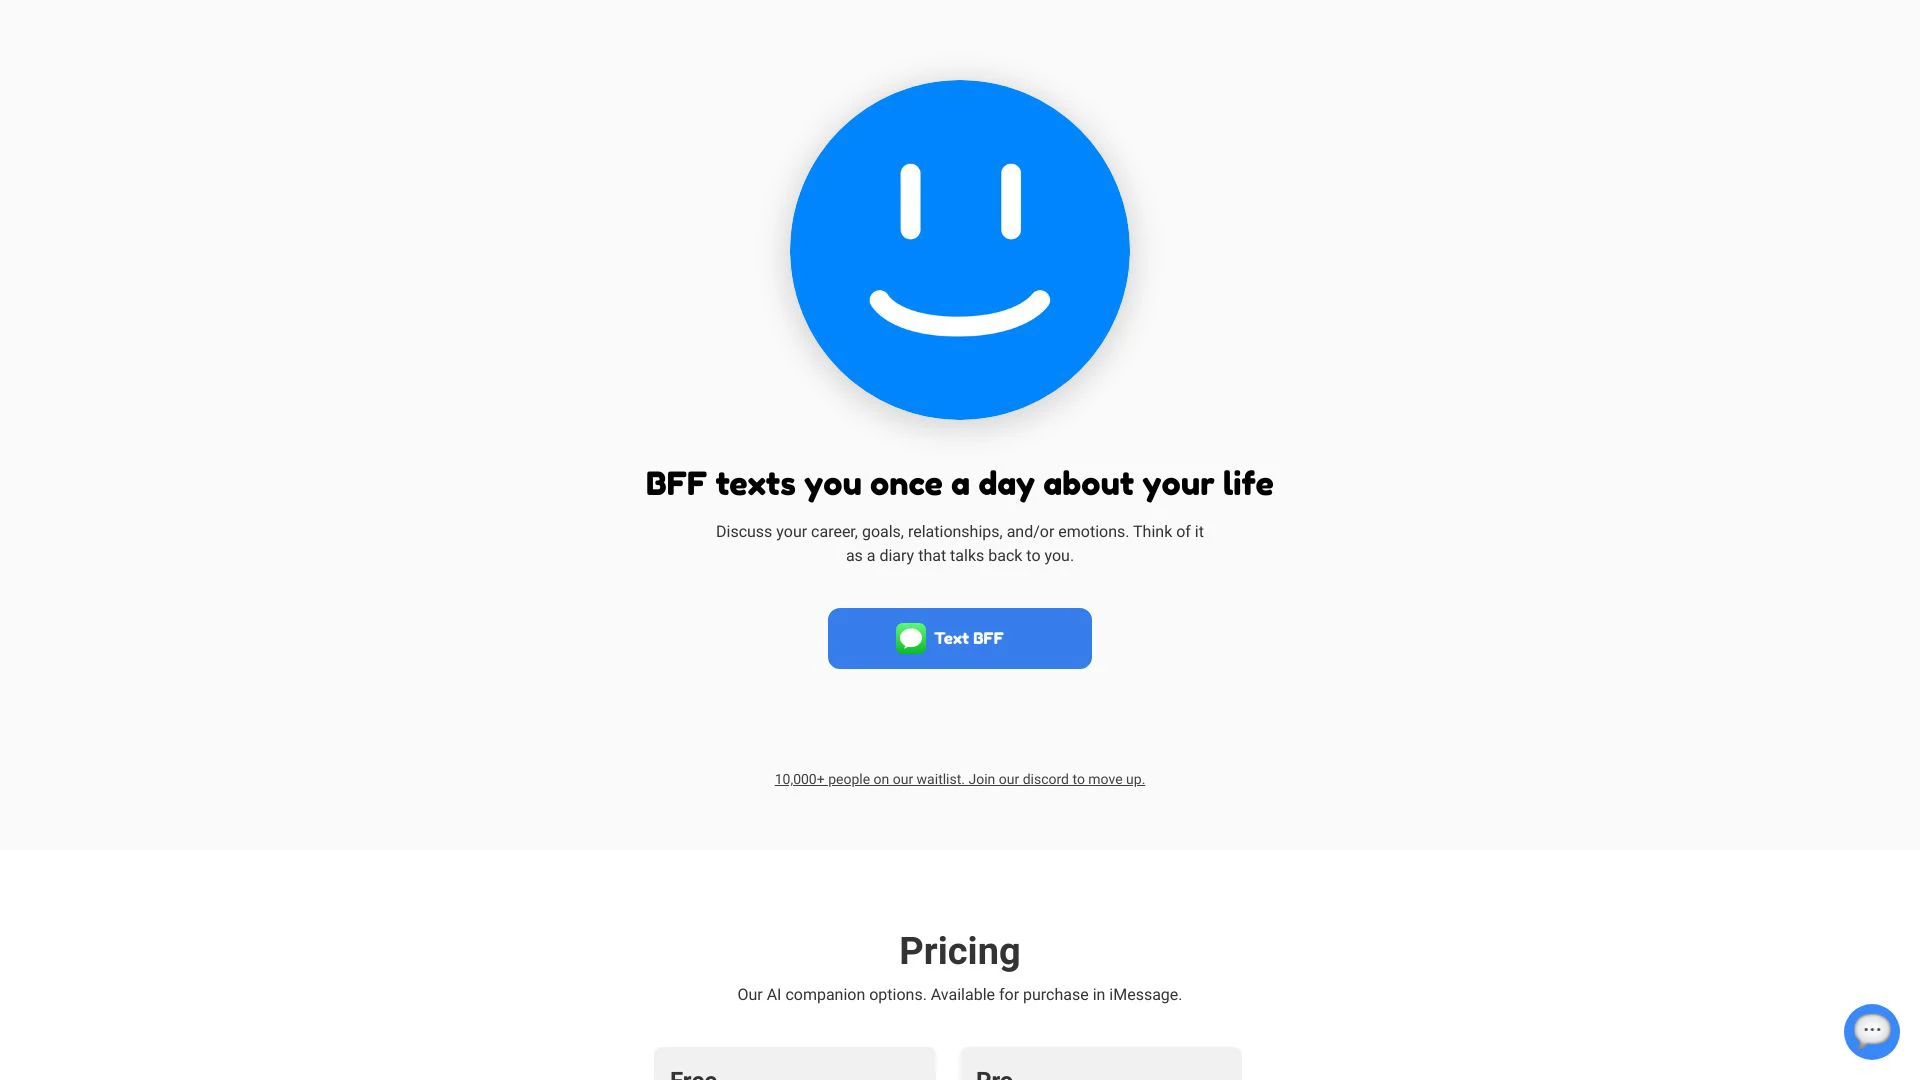 BFF texts you once a day about your life
Discuss your career, goals, relationships, and/or emotions. Think of it
as a diary that talks back to you.
Text BFF
10,000+ people on our waitlist. Join our discord to move up.
Pricing
Our AI companion options. Available for purchase in iMessage.
Free
Pro